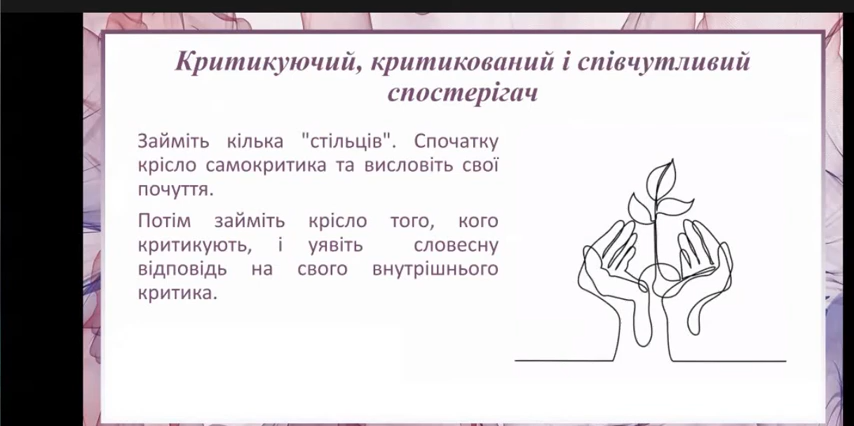 Критикуючий, критикований і співчутливий
спостерігач
Займіть кілька "стільців". Спочатку
крісло самокритика та висловіть свої
почуття.
Потім займіть крісло того, кого
критикують, і уявіть словесну
відповідь на свого внутрішнього
критика.